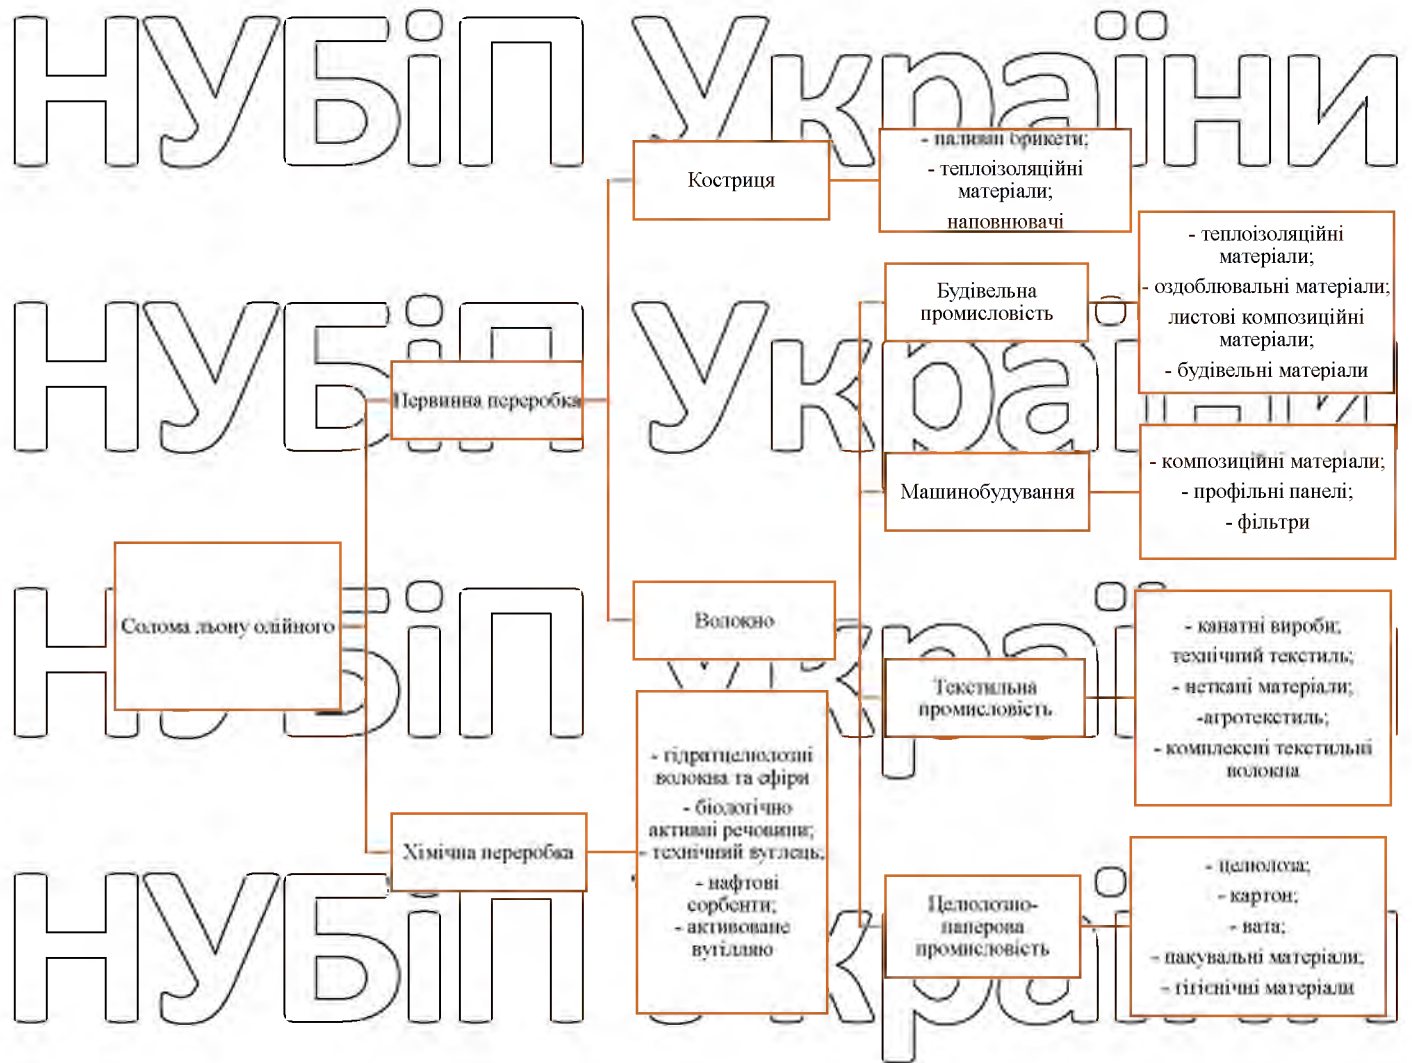 НУБіП України
Костриця
- паливні брикети;
- теплоізоляційні
матеріали;
наповнювачі
НУБіП України
Будівельна
промисловість
- теплоізоляційні
матеріали;
- оздоблювальні матеріали;
листові композиційні
матеріали;
- будівельні матеріали
Первинна переробка
Машинобудування
- композиційні матеріали;
- профільні панелі;
- фільтри
НУБіП України
Солома льону олійного
Волокно
Текстильна
промисловість
- канатні вироби;
технічний текстиль;
- неткані матеріали;
-агротекстиль;
- комплексні текстильні
волокна
Хімічна переробка
- гідратцелюлозні
волокна та ефіри
- біологічно
активні речовини;
- технічний вуглець;
- нафтові
сорбенти;
- активоване
вугілляю
НУБіП України
Целюлозно-
паперова
промисловість
- целюлоза;
- картон;
- вата;
- пакувальні матеріали;
- гігієнічні матеріали